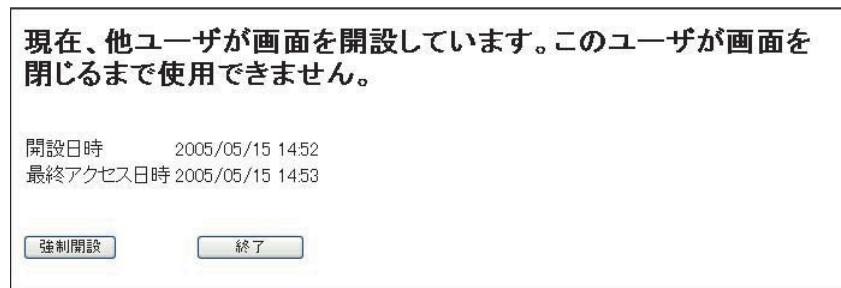 現在、他ユーザが画面を開設しています。このユーザが画面を
閉じるまで使用できません。
開設日時 2005/05/15 14:52
最終アクセス日時 2005/05/15 14:53
強制開設 終了